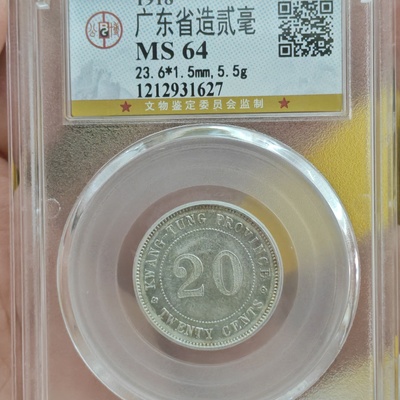 1918
广东省造贰毫
MS 64
23.6*1.5mm,5.5g
1212931627
★ 文物鉴定委员会监制 ★
KWANG-TUNG PROVINCE
20
TWENTY CENTS